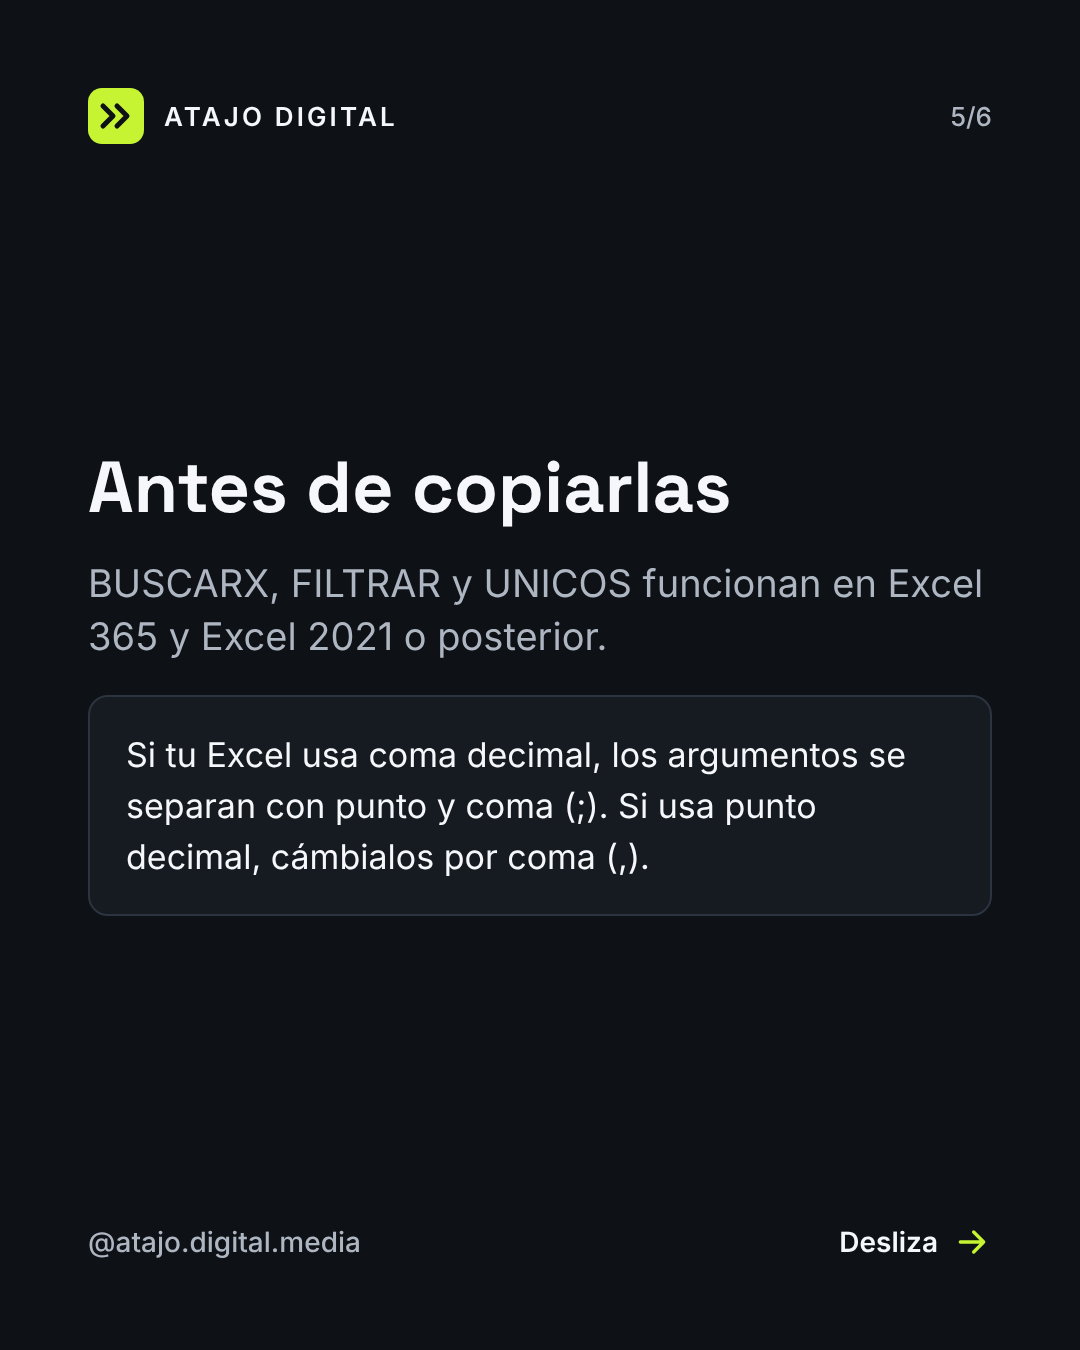 ATAJO DIGITAL
5/6
Antes de copiarlas
BUSCARX, FILTRAR y UNICOS funcionan en Excel
365 y Excel 2021 o posterior.
Si tu Excel usa coma decimal, los argumentos se
separan con punto y coma (;). Si usa punto
decimal, cámbialos por coma (,).
@atajo.digital.media
Desliza →